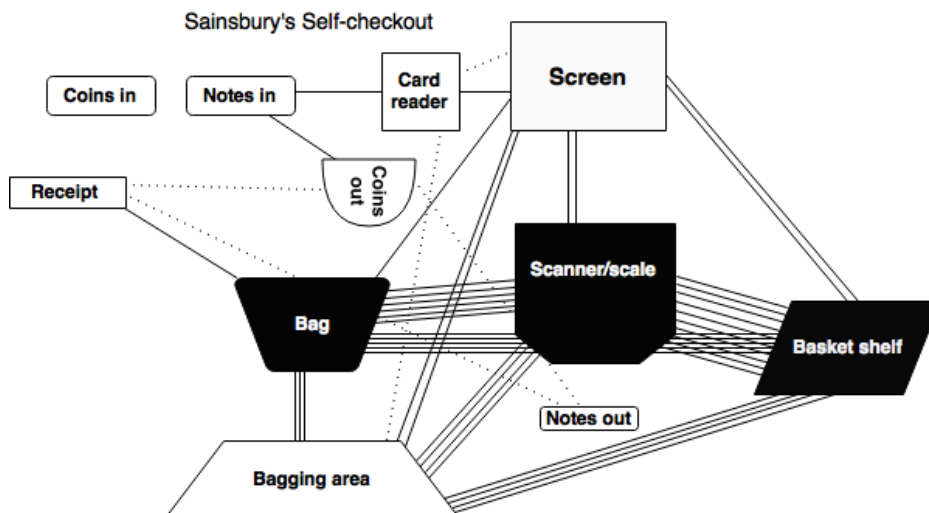 Sainsbury's Self-checkout
Screen
Card
reader
Coins in
Notes in
Coins
out
Receipt
Scanner/scale
Bag
Basket shelf
Notes out
Bagging area